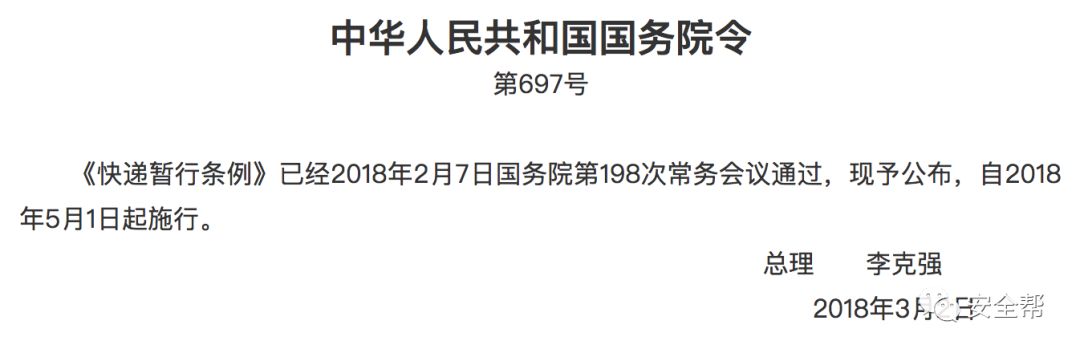 中华人民共和国国务院令
第697号
《快递暂行条例》已经2018年2月7日国务院第198次常务会议通过，现予公布，自2018
年5月1日起施行。
总理 李克强
2018年3月 日
安全帮